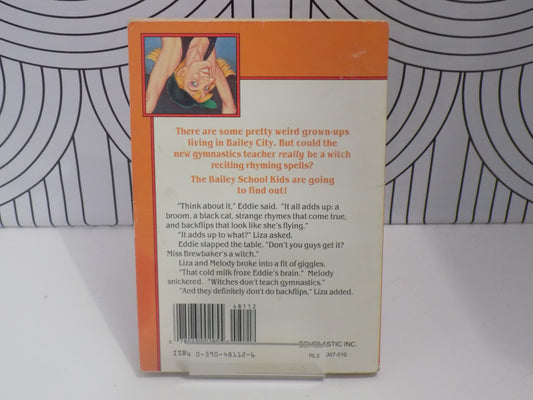 There are some pretty weird grown-ups
living in Bailey City. But could the
new gymnastics teacher really be a witch
reciting rhyming spells?
The Bailey School Kids are going
to find out!
"Think about it," Eddie said. "It all adds up: a
broom, a black cat, strange rhymes that come true,
and backflips that look like she's flying."
"It adds up to what?" Liza asked.
Eddie slapped the table. "Don't you guys get it?
Miss Brewbaker's a witch."
Liza and Melody broke into a fit of giggles.
"That cold milk froze Eddie's brain." Melody
snickered. "Witches don't teach gymnastics."
"And they definitely don't do backflips," Liza added.
48112
SCHOLASTIC INC.
ISBN 0-590-48112-6
RL3 007-010